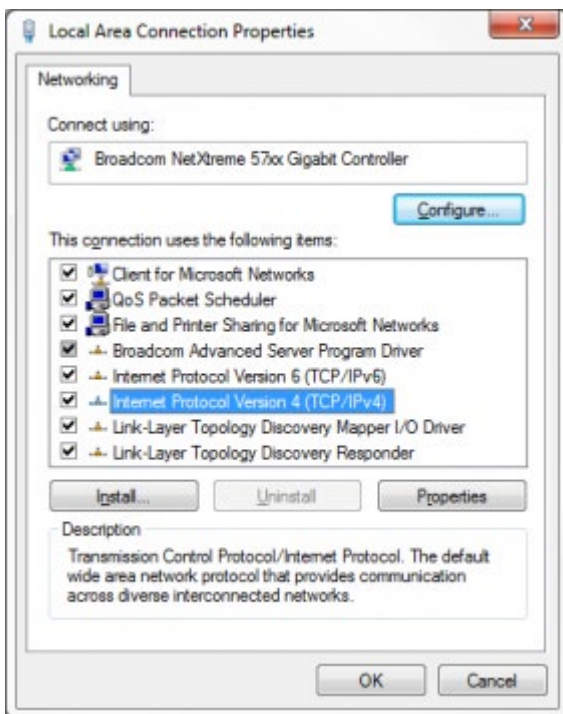 Local Area Connection Properties
Networking
Connect using:
Broadcom NetXtreme 57xx Gigabit Controller
Configure...
This connection uses the following items:
Client for Microsoft Networks
QoS Packet Scheduler
File and Printer Sharing for Microsoft Networks
Broadcom Advanced Server Program Driver
Internet Protocol Version 6 (TCP/IPv6)
Internet Protocol Version 4 (TCP/IPv4)
Link-Layer Topology Discovery Mapper I/O Driver
Link-Layer Topology Discovery Responder
Install... Uninstall Properties
Description
Transmission Control Protocol/Internet Protocol. The default
wide area network protocol that provides communication
across diverse interconnected networks.
OK Cancel